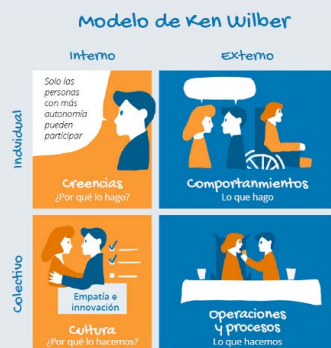 Modelo de Ken Wilber
Interno
Externo
Individual
Solo las
personas
con más
autonomía
pueden
participar
Creencias
¿Por qué lo hago?
Comportanmientos
Lo que hago
Colectivo
Empatía e
innovación
Cultura
¿Por qué lo hacemos?
Operaciones
y procesos
Lo que hacemos